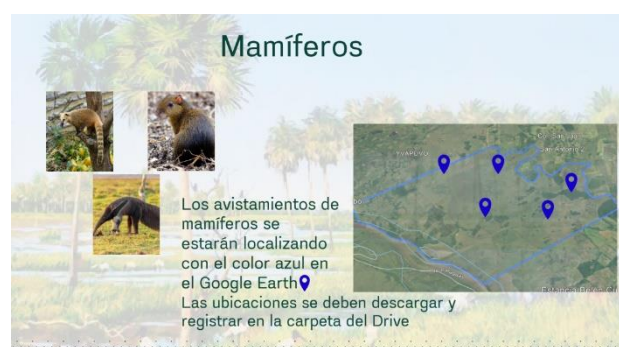 Mamíferos
Los avistamientos de
mamíferos se
estarán localizando
con el color azul en
el Google Earth
Las ubicaciones se deben descargar y
registrar en la carpeta del Drive